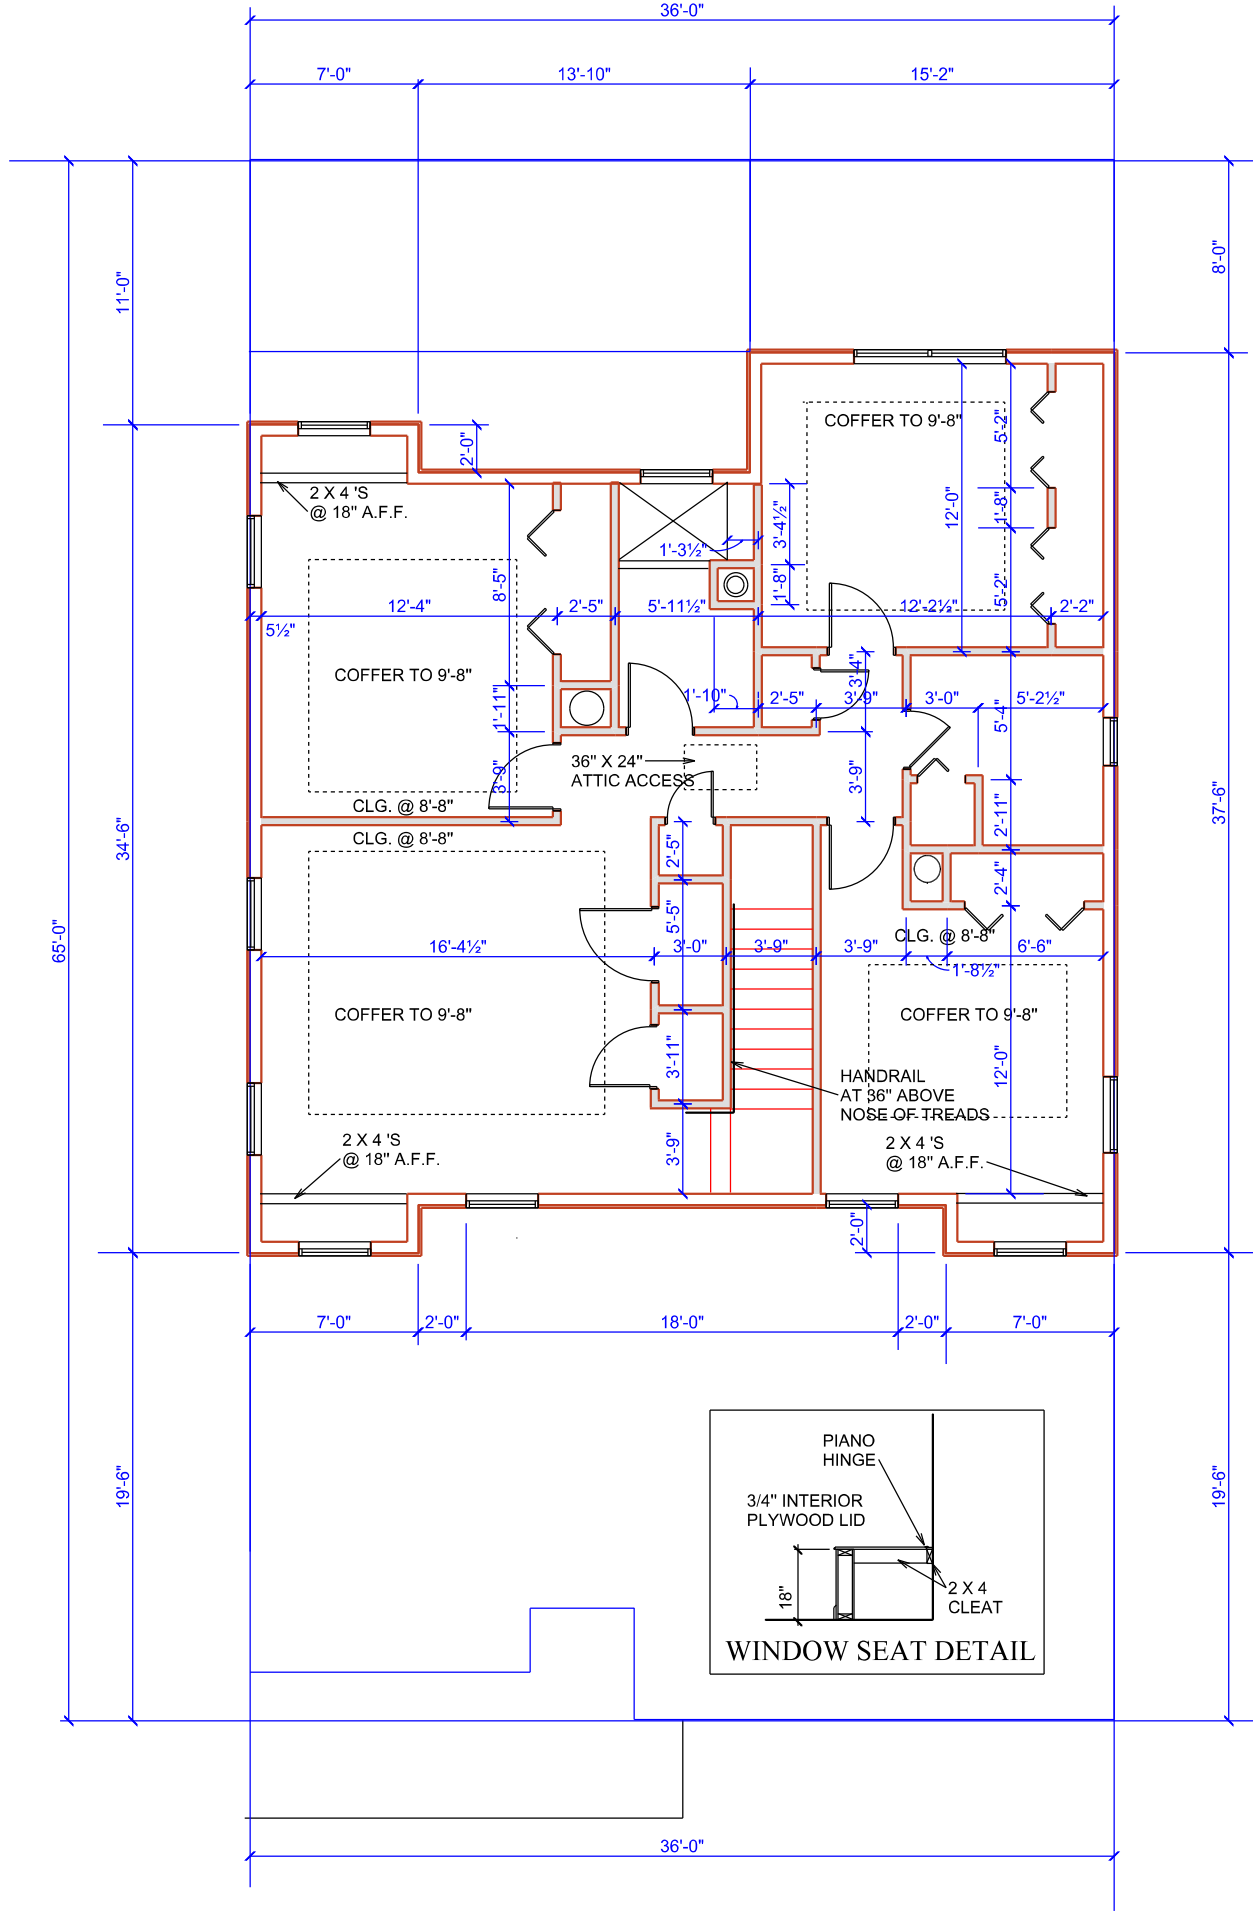 36'-0"
7'-0"
13'-10"
15'-2"
11'-0"
8'-0"
2'-0"
COFFER TO 9'-8"
5'-2"
2 X 4 'S
@ 18" A.F.F.
12'-0"
1'-8"
3'-4½"
1'-3½"
8'-5"
1'-8"
5'-2"
12'-4"
2'-5"
5'-11½"
12'-2½"
2'-2"
5½"
COFFER TO 9'-8"
3'-4"
1'-11"
1'-10"
2'-5"
3'-9"
3'-0"
5'-2½"
5'-4"
36" X 24"
ATTIC ACCESS
3'-9"
3'-9"
CLG. @ 8'-8"
CLG. @ 8'-8"
2'-11"
34'-6"
37'-6"
2'-5"
2'-4"
5'-5"
65'-0"
16'-4½"
3'-0"
3'-9"
3'-9"
CLG. @ 8'-8"
6'-6"
1'-8½"
COFFER TO 9'-8"
COFFER TO 9'-8"
3'-11"
12'-0"
HANDRAIL
AT 36" ABOVE
NOSE OF TREADS
2 X 4 'S
@ 18" A.F.F.
3'-9"
2 X 4 'S
@ 18" A.F.F.
2'-0"
7'-0"
2'-0"
18'-0"
2'-0"
7'-0"
19'-6"
19'-6"
PIANO
HINGE
3/4" INTERIOR
PLYWOOD LID
18"
2 X 4
CLEAT
WINDOW SEAT DETAIL
36'-0"